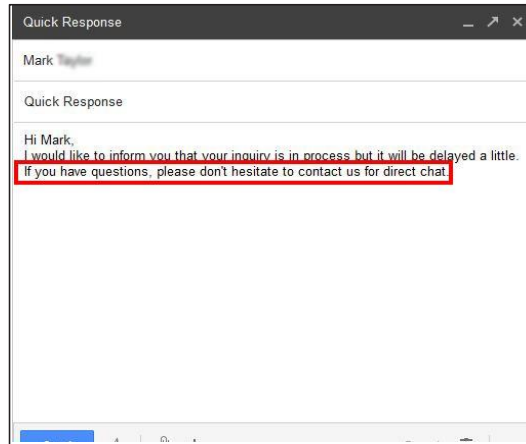 Quick Response
Mark
Quick Response
Hi Mark,
I would like to inform you that your inquiry is in process but it will be delayed a little.
If you have questions, please don't hesitate to contact us for direct chat.